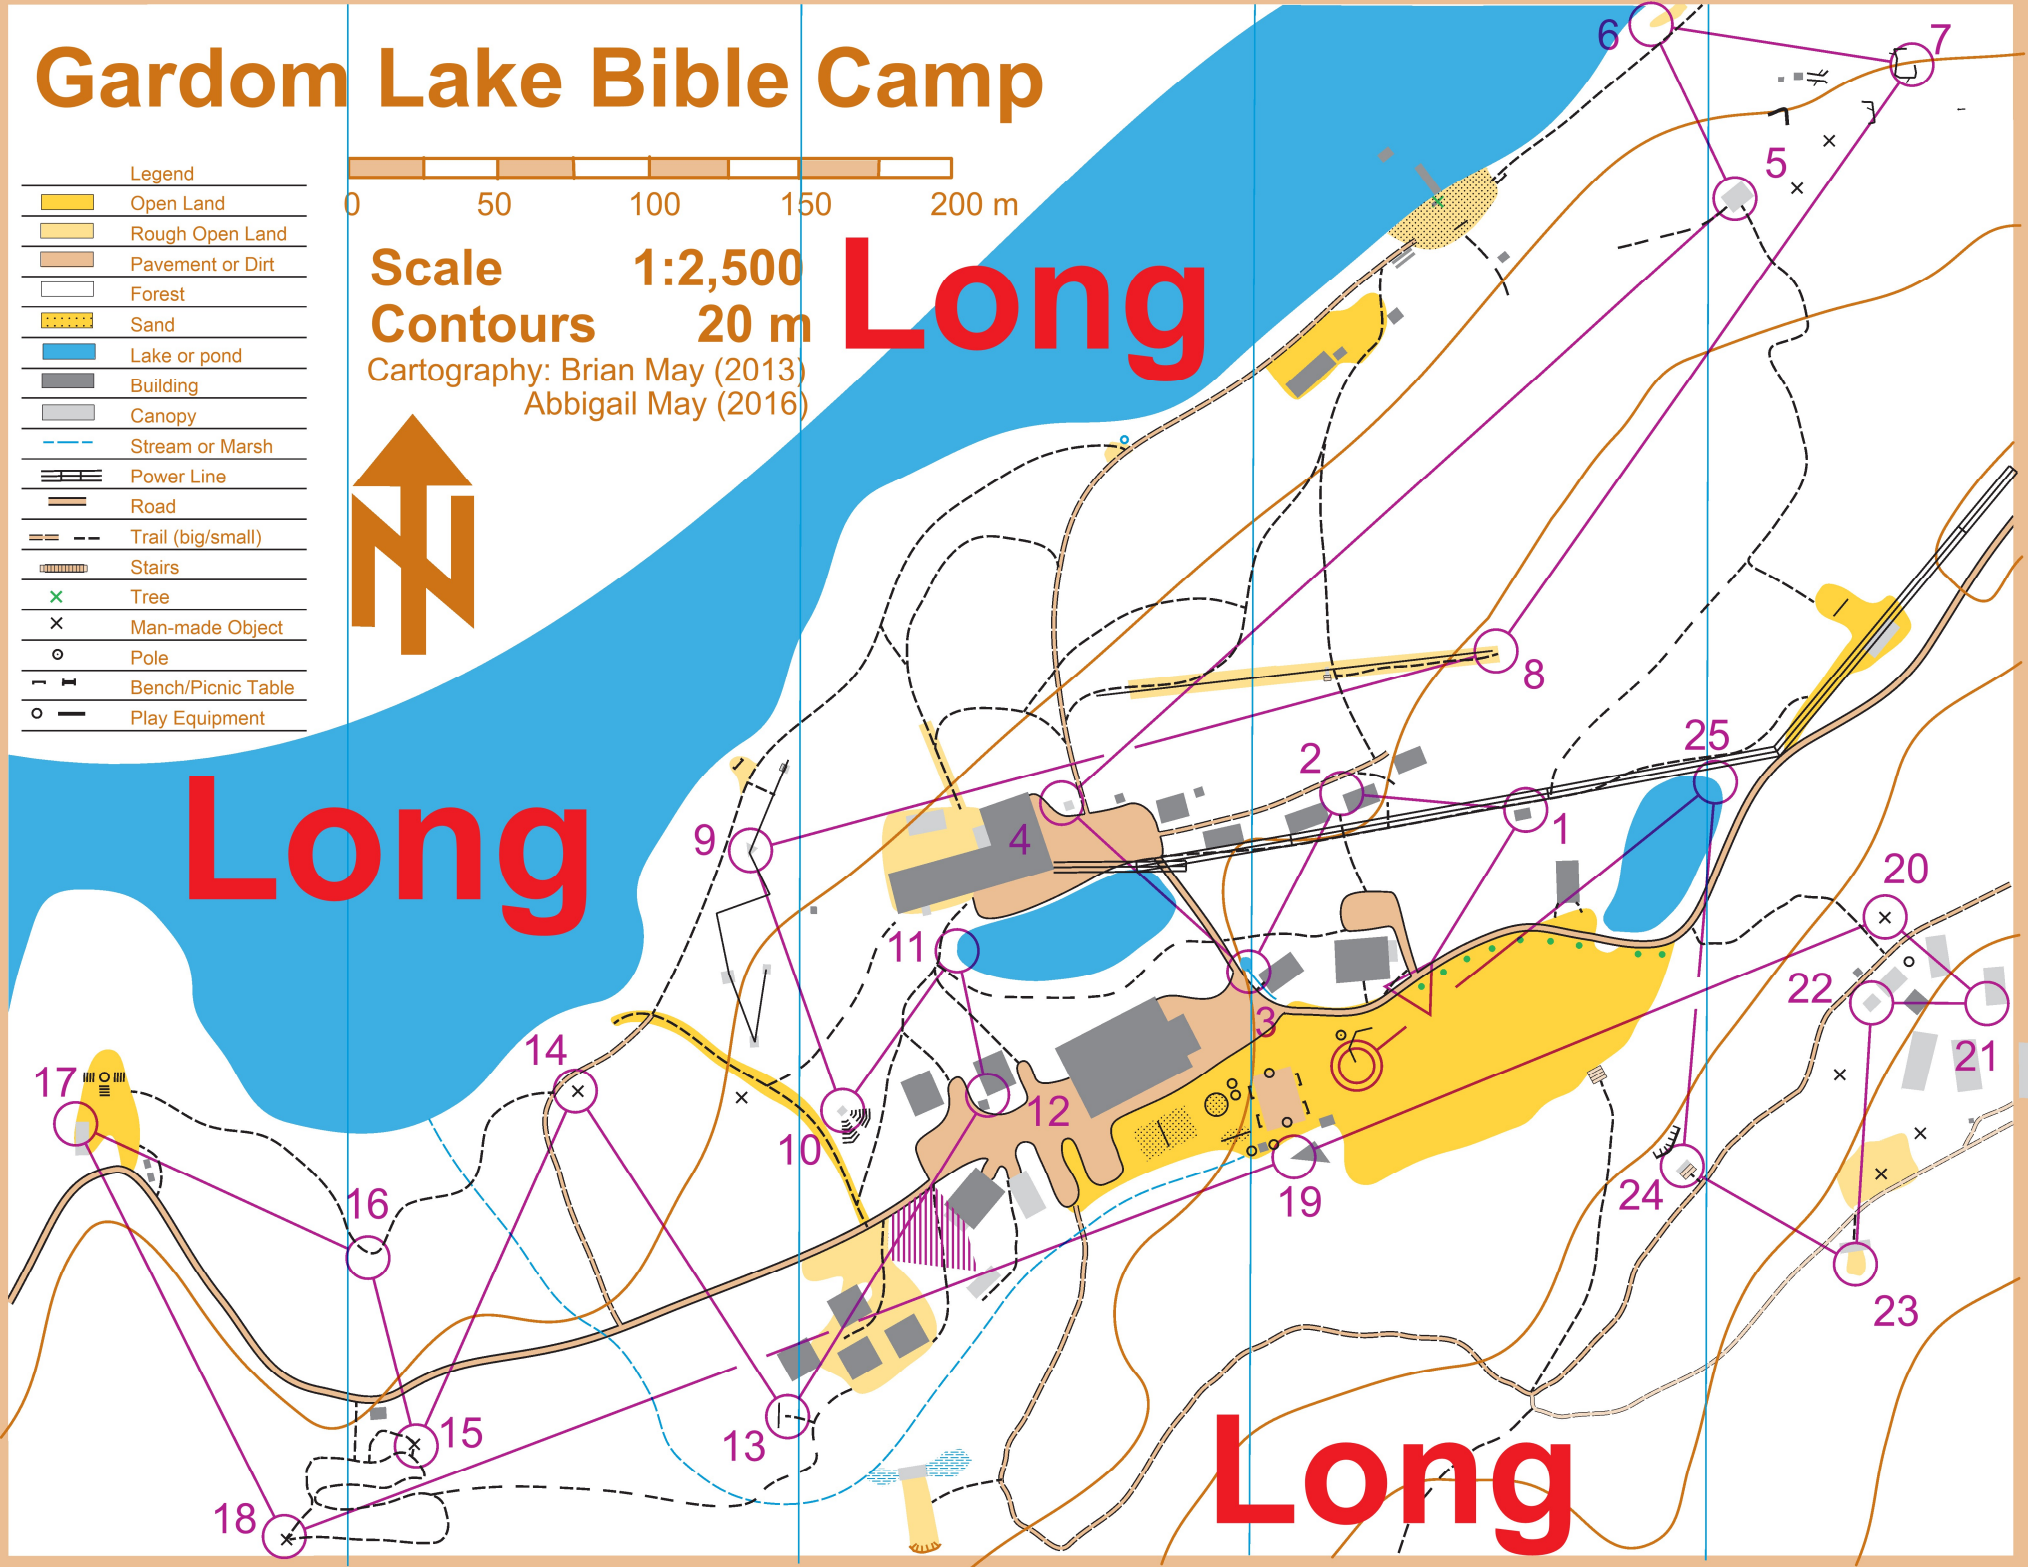 Gardom Lake Bible Camp
Legend
Open Land
Rough Open Land
Pavement or Dirt
Forest
Sand
Lake or pond
Building
Canopy
Stream or Marsh
Power Line
Road
Trail (big/small)
Stairs
Tree
Man-made Object
Pole
Bench/Picnic Table
Play Equipment
0 50 100 150 200 m
Scale 1:2,500
Contours 20 m
Cartography: Brian May (2013)
Abbigail May (2016)
N
Long
Long
Long
6
7
5
8
25
2
1
4
9
20
11
22
3
14
21
17
12
10
16
24
19
23
15
13
18